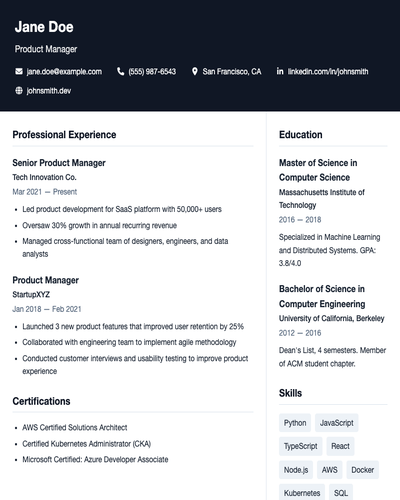 Jane Doe
Product Manager
jane.doe@example.com (555) 987-6543 San Francisco, CA linkedin.com/in/johnsmith
johnsmith.dev
Professional Experience
Senior Product Manager
Tech Innovation Co.
Mar 2021 — Present
• Led product development for SaaS platform with 50,000+ users
• Oversaw 30% growth in annual recurring revenue
• Managed cross-functional team of designers, engineers, and data
analysts
Product Manager
StartupXYZ
Jan 2018 — Feb 2021
• Launched 3 new product features that improved user retention by 25%
• Collaborated with engineering team to implement agile methodology
• Conducted customer interviews and usability testing to improve product
experience
Certifications
• AWS Certified Solutions Architect
• Certified Kubernetes Administrator (CKA)
• Microsoft Certified: Azure Developer Associate
Education
Master of Science in
Computer Science
Massachusetts Institute of
Technology
2016 — 2018
Specialized in Machine Learning
and Distributed Systems. GPA:
3.8/4.0
Bachelor of Science in
Computer Engineering
University of California, Berkeley
2012 — 2016
Dean's List, 4 semesters. Member
of ACM student chapter.
Skills
Python JavaScript
TypeScript React
Node.js AWS Docker
Kubernetes SQL